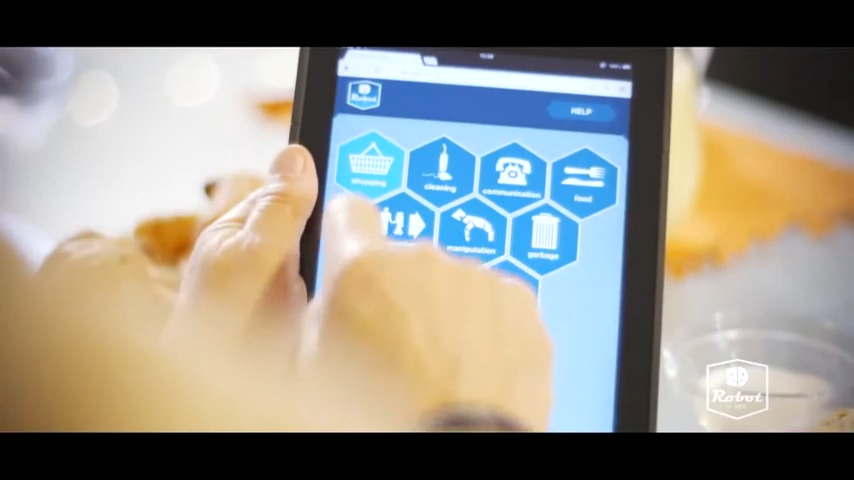 Robot
HELP
shopping
cleaning
communication
food
manipulation
garbage
Robot